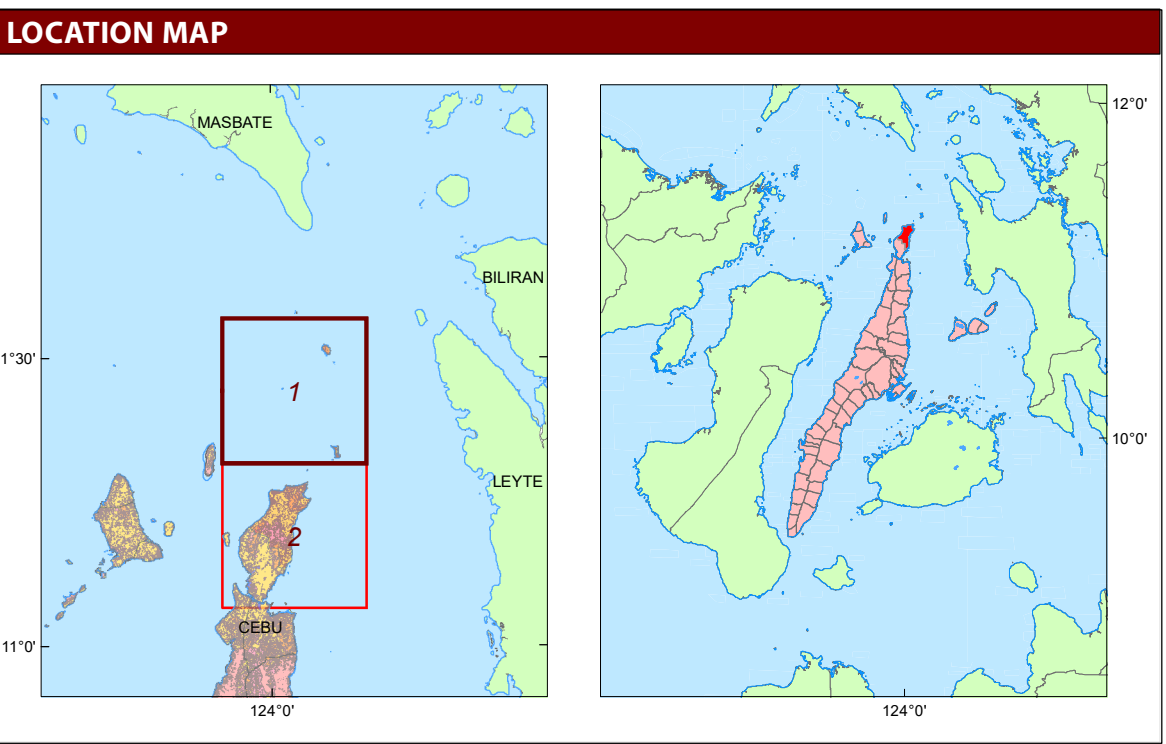 LOCATION MAP
MASBATE
BILIRAN
1°30'
1
LEYTE
2
CEBU
11°0'
124°0'
12°0'
10°0'
124°0'